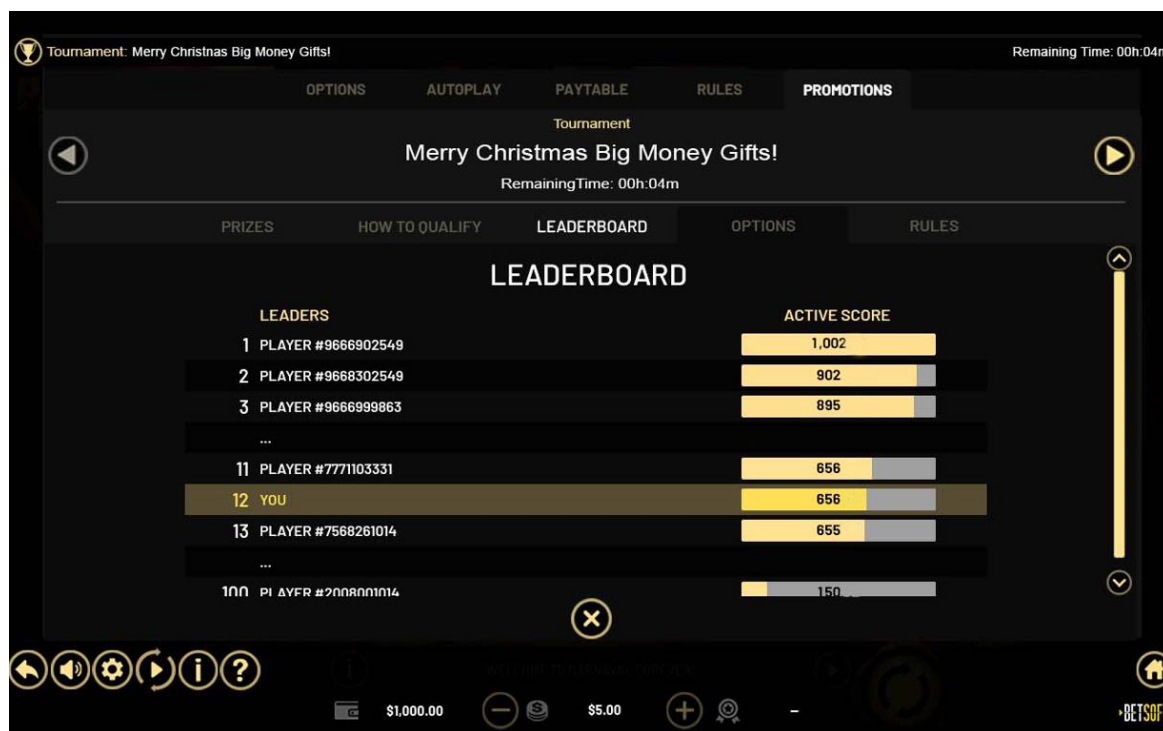 Tournament: Merry Christnas Big Money Gifts!
Remaining Time: 00h:04m
OPTIONS AUTOPLAY PAYTABLE RULES PROMOTIONS
Tournament
Merry Christmas Big Money Gifts!
RemainingTime: 00h:04m
PRIZES HOW TO QUALIFY LEADERBOARD OPTIONS RULES
LEADERBOARD
LEADERS ACTIVE SCORE
1 PLAYER #9666902549 1,002
2 PLAYER #9668302549 902
3 PLAYER #9666999863 895
...
11 PLAYER #7771103331 656
12 YOU 656
13 PLAYER #7568261014 655
...
100 PLAYER #2008001014 150
$1,000.00 $5.00 –
BETSOF